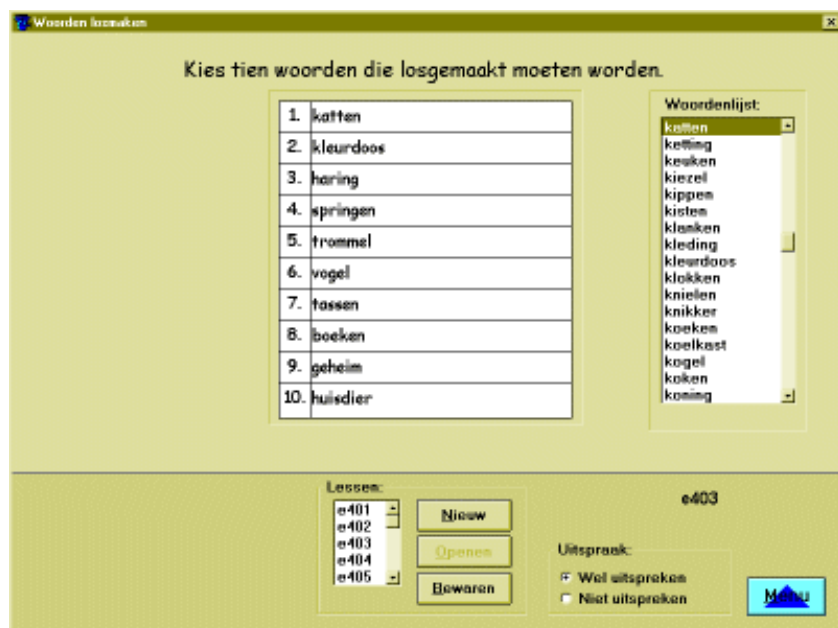 Woorden losmaken
Kies tien woorden die losgemaakt moeten worden.
1. katten
2. kleurdoos
3. haring
4. springen
5. trommel
6. vogel
7. tassen
8. boeken
9. geheim
10. huisdier
Woordenlijst:
katten
ketting
keuken
kiezel
kippen
kisten
klanken
kleding
kleurdoos
klokken
knielen
knikker
koeken
koelkast
kogel
koken
koning
Lessen:
e401
e402
e403
e404
e405
Nieuw
Openen
Bewaren
e403
Uitspraak:
Wel uitspreken
Niet uitspreken
Menu